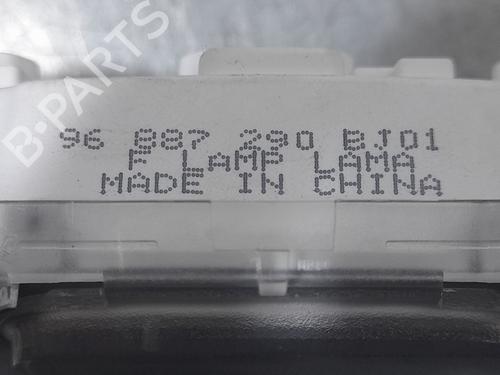 B-PARTS
96 887 290 BJ01
F LAMP LAMA
MADE IN CHINA